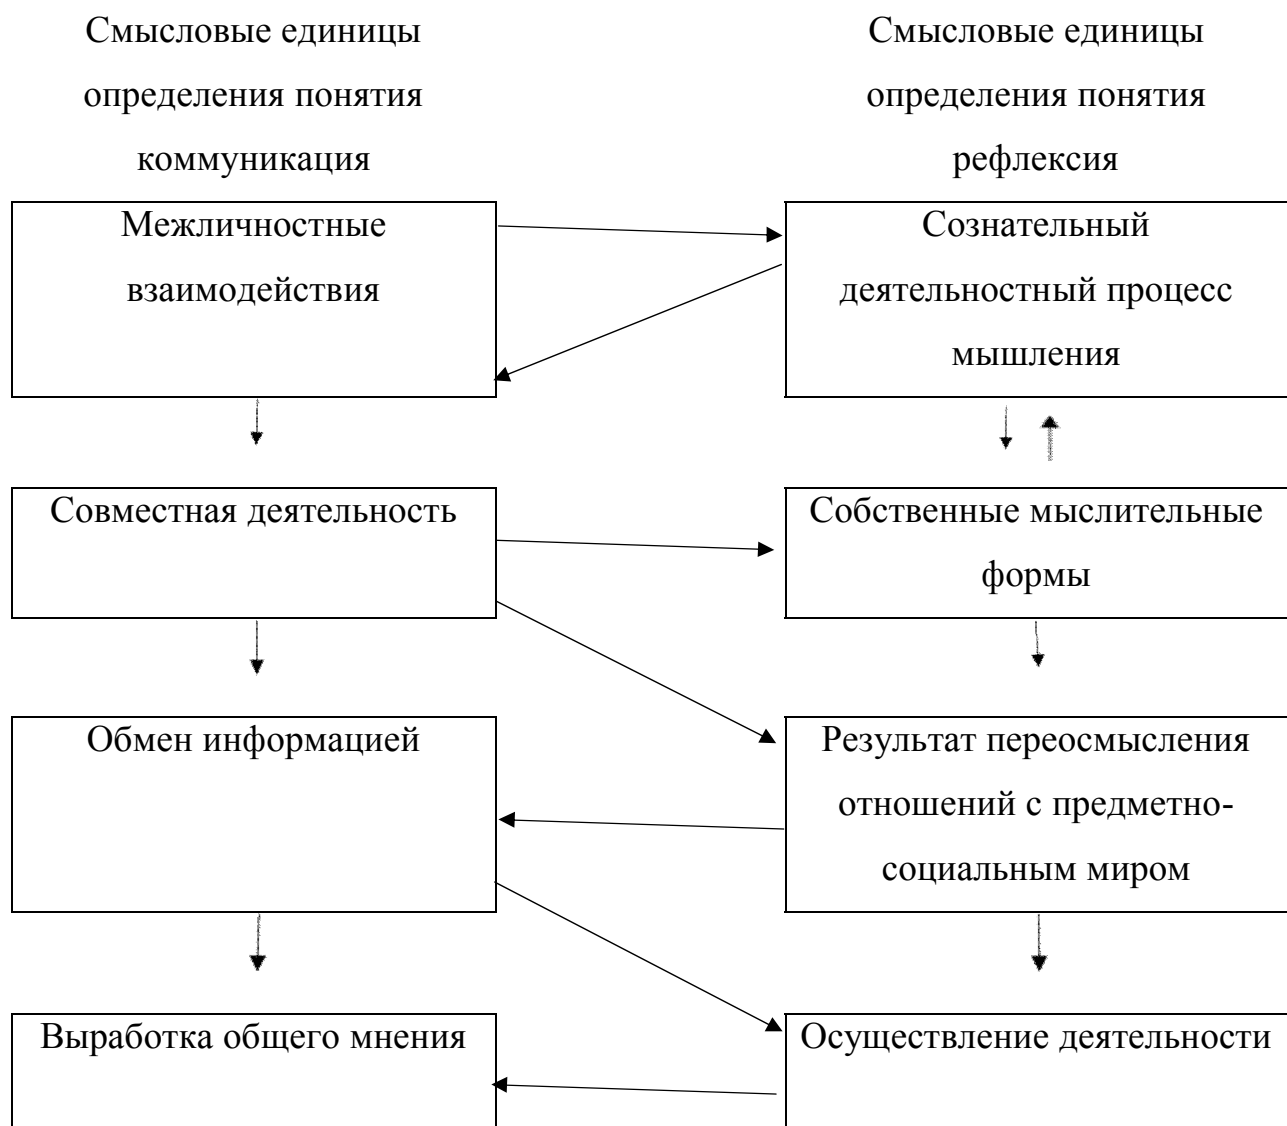 Смысловые единицы
определения понятия
коммуникация
Смысловые единицы
определения понятия
рефлексия
Межличностные
взаимодействия
Сознательный
деятельностный процесс
мышления
Совместная деятельность
Собственные мыслительные
формы
Обмен информацией
Результат переосмысления
отношений с предметно-
социальным миром
Выработка общего мнения
Осуществление деятельности